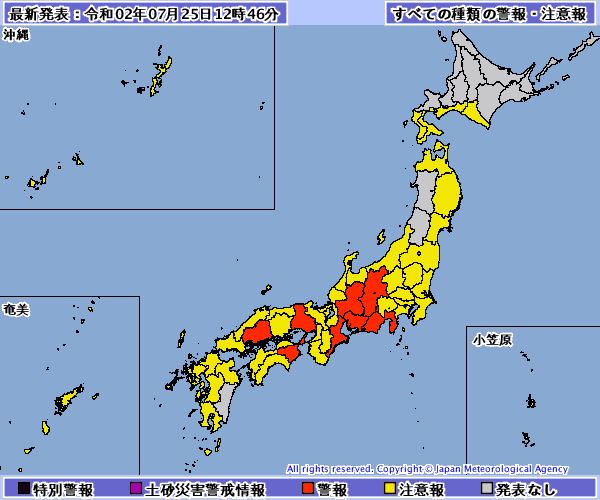 最新発表：令和02年07月25日12時46分
すべての種類の警報・注意報
沖縄
奄美
小笠原
All rights reserved. Copyright © Japan Meteorological Agency
特別警報 土砂災害警戒情報 警報 注意報 発表なし